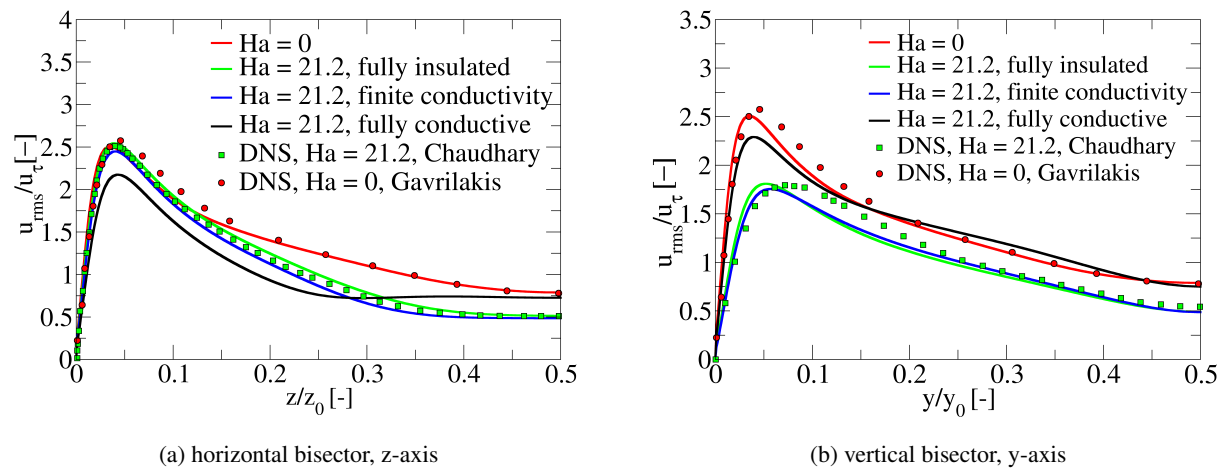 4
3.5
3
2.5
2
1.5
1
0.5
0
u_rms/u_τ [–]
Ha = 0
Ha = 21.2, fully insulated
Ha = 21.2, finite conductivity
Ha = 21.2, fully conductive
DNS, Ha = 21.2, Chaudhary
DNS, Ha = 0, Gavrilakis
0 0.1 0.2 0.3 0.4 0.5
z/z_0 [-]
(a) horizontal bisector, z-axis
3.5
3
2.5
2
1.5
1
0.5
0
u_rms/u_τ [–]
Ha = 0
Ha = 21.2, fully insulated
Ha = 21.2, finite conductivity
Ha = 21.2, fully conductive
DNS, Ha = 21.2, Chaudhary
DNS, Ha = 0, Gavrilakis
0 0.1 0.2 0.3 0.4 0.5
y/y_0 [-]
(b) vertical bisector, y-axis